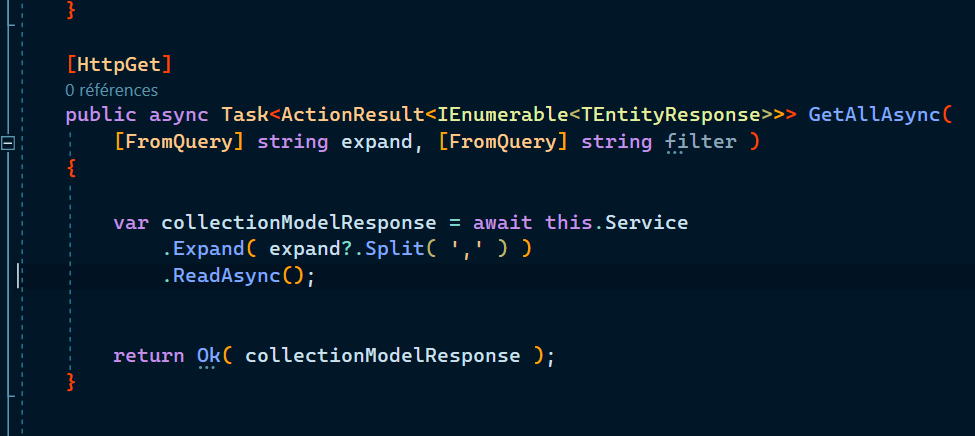 }
[HttpGet]
0 références
public async Task<ActionResult<IEnumerable<TEntityResponse>>> GetAllAsync(
[FromQuery] string expand, [FromQuery] string filter )
{
var collectionModelResponse = await this.Service
.Expand( expand?.Split( ',' ) )
.ReadAsync();
return Ok( collectionModelResponse );
}